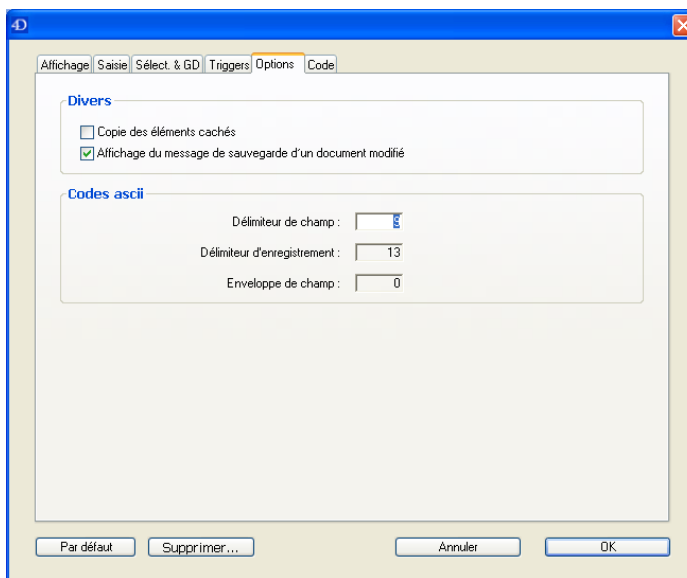 4D
Affichage Saisie Sélect. & GD Triggers Options Code
Divers
Copie des éléments cachés
Affichage du message de sauvegarde d'un document modifié
Codes ascii
Délimiteur de champ : 9
Délimiteur d'enregistrement : 13
Enveloppe de champ : 0
Par défaut Supprimer... Annuler OK